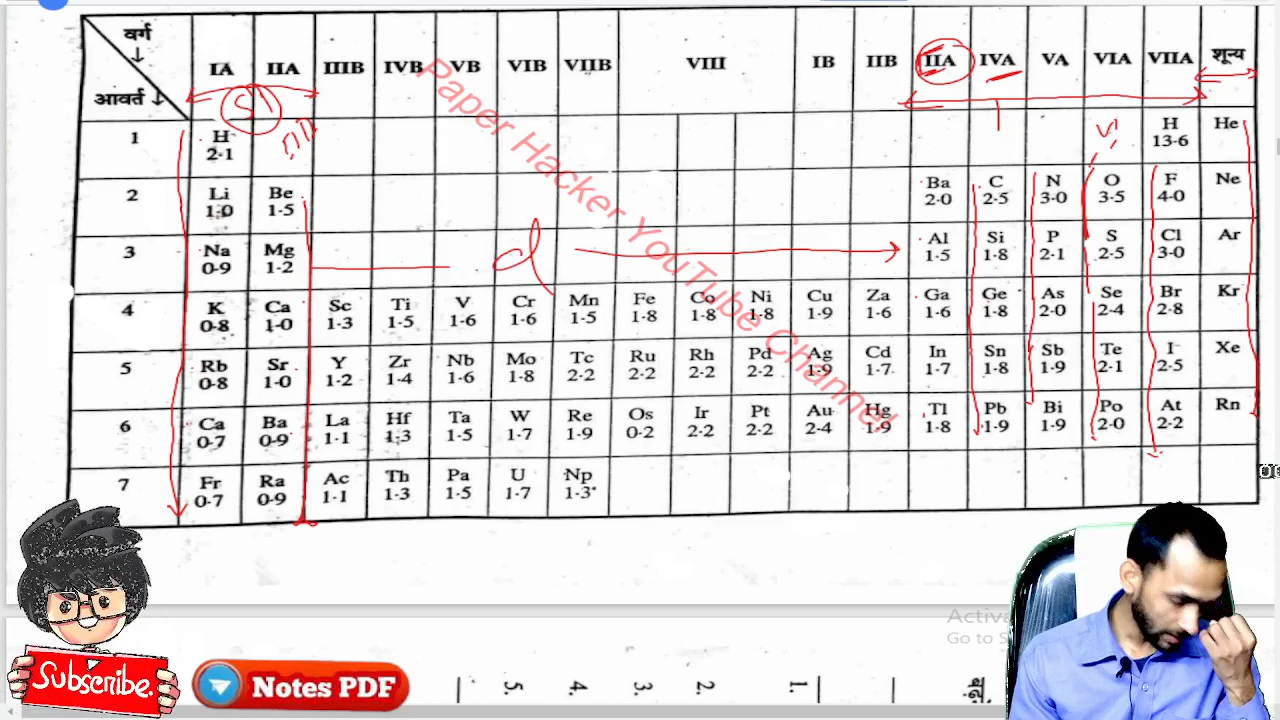 वर्ग
↓
आवर्त ↓
IA IIA IIIB IVB VB VIB VIIB VIII IB IIB IIA IVA VA VIA VIIA शून्य
S
d
1 H 2·1 H 13·6 He
2 Li 1·0 Be 1·5 Ba 2·0 C 2·5 N 3·0 O 3·5 F 4·0 Ne
3 Na 0·9 Mg 1·2 Al 1·5 Si 1·8 P 2·1 S 2·5 Cl 3·0 Ar
4 K 0·8 Ca 1·0 Sc 1·3 Ti 1·5 V 1·6 Cr 1·6 Mn 1·5 Fe 1·8 Co 1·8 Ni 1·8 Cu 1·9 Za 1·6 Ga 1·6 Ge 1·8 As 2·0 Se 2·4 Br 2·8 Kr
5 Rb 0·8 Sr 1·0 Y 1·2 Zr 1·4 Nb 1·6 Mo 1·8 Tc 2·2 Ru 2·2 Rh 2·2 Pd 2·2 Ag 1·9 Cd 1·7 In 1·7 Sn 1·8 Sb 1·9 Te 2·1 I 2·5 Xe
6 Ca 0·7 Ba 0·9 La 1·1 Hf 1·3 Ta 1·5 W 1·7 Re 1·9 Os 0·2 Ir 2·2 Pt 2·2 Au 2·4 Hg 1·9 Tl 1·8 Pb 1·9 Bi 1·9 Po 2·0 At 2·2 Rn
7 Fr 0·7 Ra 0·9 Ac 1·1 Th 1·3 Pa 1·5 U 1·7 Np 1·3
Paper Hacker YouTube Channel
Go to
Subscribe.
Notes PDF
5. 4. 3. 2. 1.